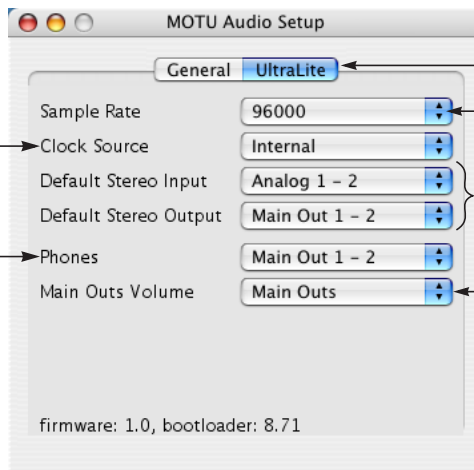 MOTU Audio Setup
General UltraLite
Sample Rate 96000
Clock Source Internal
Default Stereo Input Analog 1 – 2
Default Stereo Output Main Out 1 – 2
Phones Main Out 1 – 2
Main Outs Volume Main Outs
firmware: 1.0, bootloader: 8.71